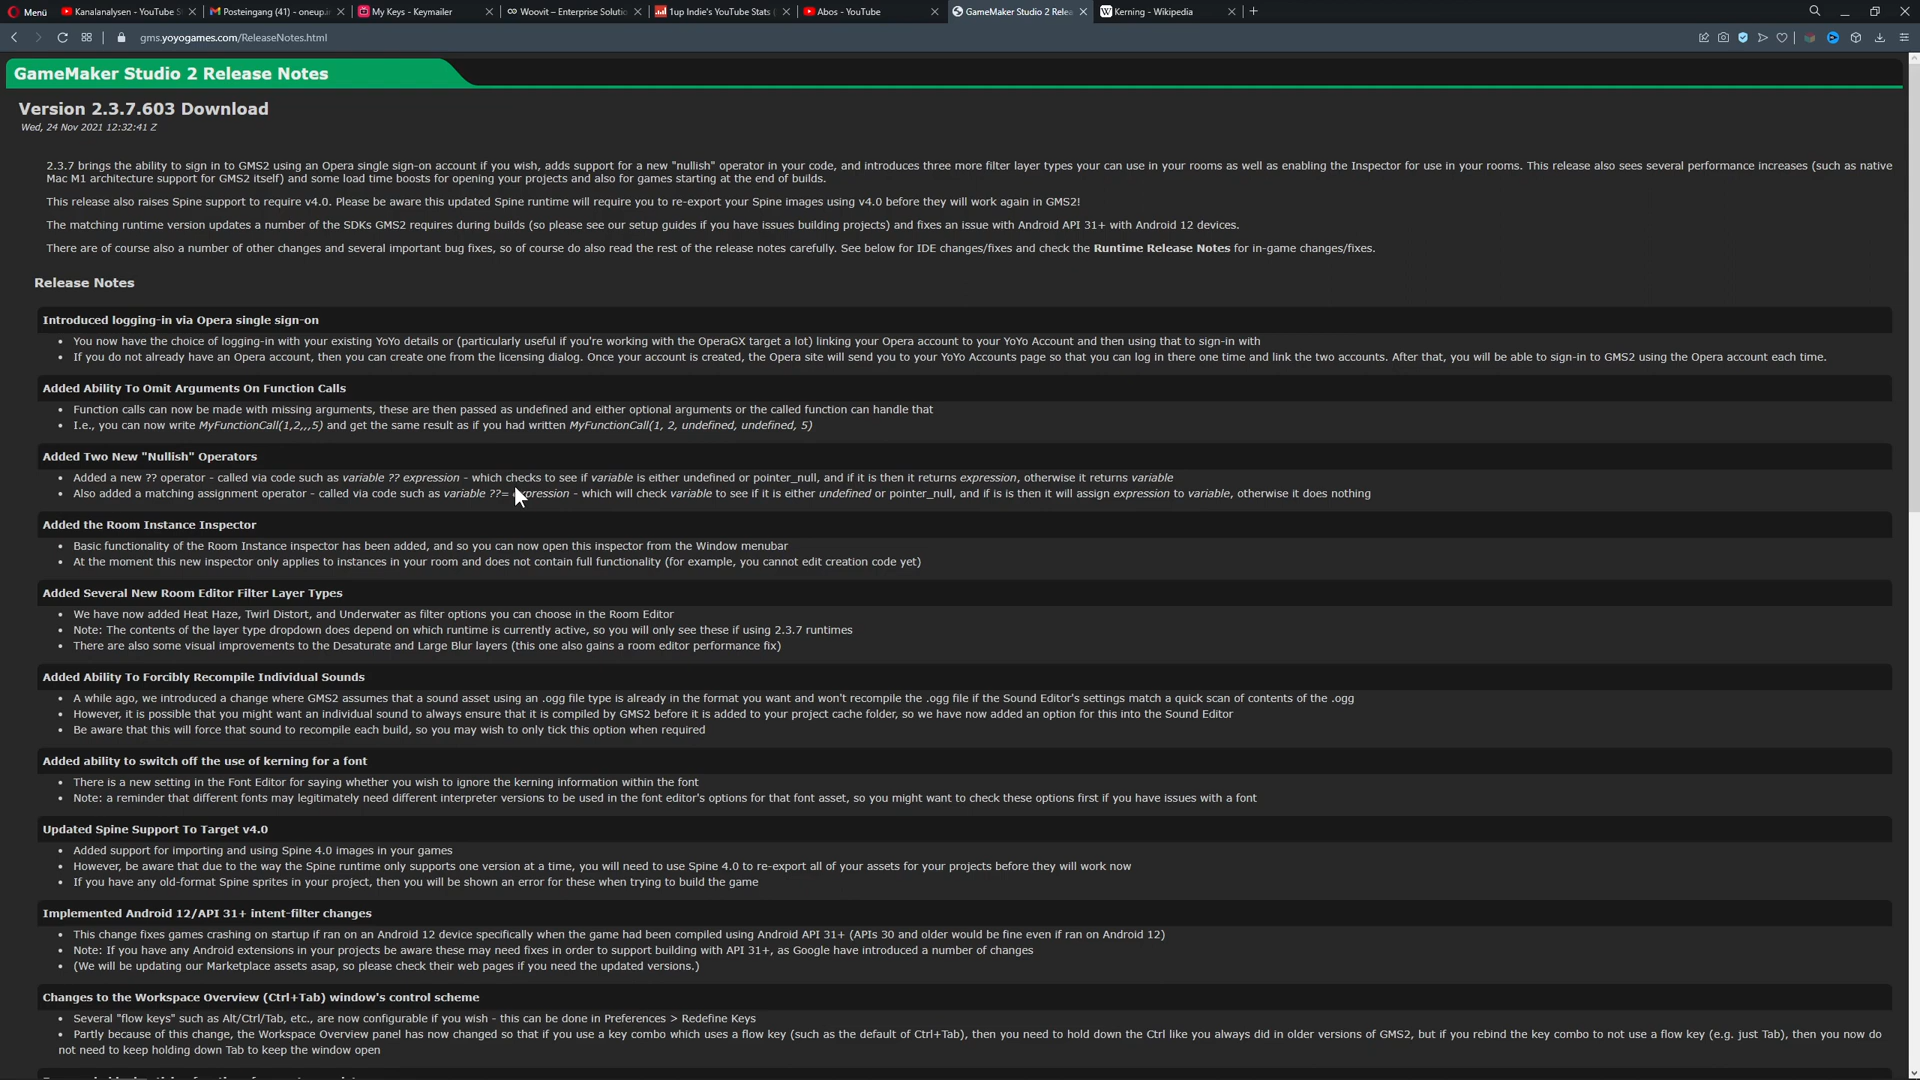 Menü
Kanalanalysen - YouTube S
Posteingang (41) - oneup.in
My Keys - Keymailer
Woovit – Enterprise Solutio
1up Indie's YouTube Stats
Abos - YouTube
GameMaker Studio 2 Relea
Kerning - Wikipedia
gms.yoyogames.com/ReleaseNotes.html
GameMaker Studio 2 Release Notes
Version 2.3.7.603 Download
Wed, 24 Nov 2021 12:32:41 Z
2.3.7 brings the ability to sign in to GMS2 using an Opera single sign-on account if you wish, adds support for a new "nullish" operator in your code, and introduces three more filter layer types your can use in your rooms as well as enabling the Inspector for use in your rooms. This release also sees several performance increases (such as native
Mac M1 architecture support for GMS2 itself) and some load time boosts for opening your projects and also for games starting at the end of builds.
This release also raises Spine support to require v4.0. Please be aware this updated Spine runtime will require you to re-export your Spine images using v4.0 before they will work again in GMS2!
The matching runtime version updates a number of the SDKs GMS2 requires during builds (so please see our setup guides if you have issues building projects) and fixes an issue with Android API 31+ with Android 12 devices.
There are of course also a number of other changes and several important bug fixes, so of course do also read the rest of the release notes carefully. See below for IDE changes/fixes and check the Runtime Release Notes for in-game changes/fixes.
Release Notes
Introduced logging-in via Opera single sign-on
• You now have the choice of logging-in with your existing YoYo details or (particularly useful if you're working with the OperaGX target a lot) linking your Opera account to your YoYo Account and then using that to sign-in with
• If you do not already have an Opera account, then you can create one from the licensing dialog. Once your account is created, the Opera site will send you to your YoYo Accounts page so that you can log in there one time and link the two accounts. After that, you will be able to sign-in to GMS2 using the Opera account each time.
Added Ability To Omit Arguments On Function Calls
• Function calls can now be made with missing arguments, these are then passed as undefined and either optional arguments or the called function can handle that
• I.e., you can now write MyFunctionCall(1,2,,,5) and get the same result as if you had written MyFunctionCall(1, 2, undefined, undefined, 5)
Added Two New "Nullish" Operators
• Added a new ?? operator - called via code such as variable ?? expression - which checks to see if variable is either undefined or pointer_null, and if it is then it returns expression, otherwise it returns variable
• Also added a matching assignment operator - called via code such as variable ??= expression - which will check variable to see if it is either undefined or pointer_null, and if is is then it will assign expression to variable, otherwise it does nothing
Added the Room Instance Inspector
• Basic functionality of the Room Instance inspector has been added, and so you can now open this inspector from the Window menubar
• At the moment this new inspector only applies to instances in your room and does not contain full functionality (for example, you cannot edit creation code yet)
Added Several New Room Editor Filter Layer Types
• We have now added Heat Haze, Twirl Distort, and Underwater as filter options you can choose in the Room Editor
• Note: The contents of the layer type dropdown does depend on which runtime is currently active, so you will only see these if using 2.3.7 runtimes
• There are also some visual improvements to the Desaturate and Large Blur layers (this one also gains a room editor performance fix)
Added Ability To Forcibly Recompile Individual Sounds
• A while ago, we introduced a change where GMS2 assumes that a sound asset using an .ogg file type is already in the format you want and won't recompile the .ogg file if the Sound Editor's settings match a quick scan of contents of the .ogg
• However, it is possible that you might want an individual sound to always ensure that it is compiled by GMS2 before it is added to your project cache folder, so we have now added an option for this into the Sound Editor
• Be aware that this will force that sound to recompile each build, so you may wish to only tick this option when required
Added ability to switch off the use of kerning for a font
• There is a new setting in the Font Editor for saying whether you wish to ignore the kerning information within the font
• Note: a reminder that different fonts may legitimately need different interpreter versions to be used in the font editor's options for that font asset, so you might want to check these options first if you have issues with a font
Updated Spine Support To Target v4.0
• Added support for importing and using Spine 4.0 images in your games
• However, be aware that due to the way the Spine runtime only supports one version at a time, you will need to use Spine 4.0 to re-export all of your assets for your projects before they will work now
• If you have any old-format Spine sprites in your project, then you will be shown an error for these when trying to build the game
Implemented Android 12/API 31+ intent-filter changes
• This change fixes games crashing on startup if ran on an Android 12 device specifically when the game had been compiled using Android API 31+ (APIs 30 and older would be fine even if ran on Android 12)
• Note: If you have any Android extensions in your projects be aware these may need fixes in order to support building with API 31+, as Google have introduced a number of changes
• (We will be updating our Marketplace assets asap, so please check their web pages if you need the updated versions.)
Changes to the Workspace Overview (Ctrl+Tab) window's control scheme
• Several "flow keys" such as Alt/Ctrl/Tab, etc., are now configurable if you wish - this can be done in Preferences > Redefine Keys
• Partly because of this change, the Workspace Overview panel has now changed so that if you use a key combo which uses a flow key (such as the default of Ctrl+Tab), then you need to hold down the Ctrl like you always did in older versions of GMS2, but if you rebind the key combo to not use a flow key (e.g. just Tab), then you now do
not need to keep holding down Tab to keep the window open